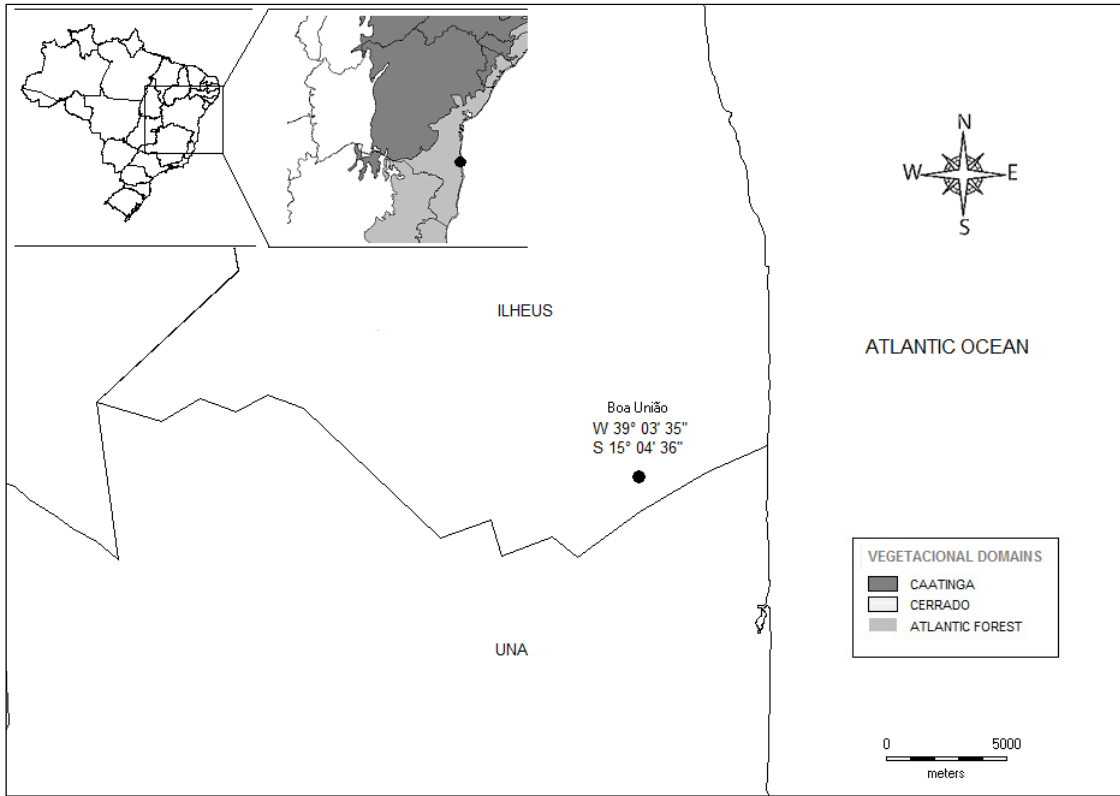 N
W E
S
ILHEUS
ATLANTIC OCEAN
Boa União
W 39° 03' 35"
S 15° 04' 36"
VEGETACIONAL DOMAINS
CAATINGA
CERRADO
ATLANTIC FOREST
UNA
0 5000
meters